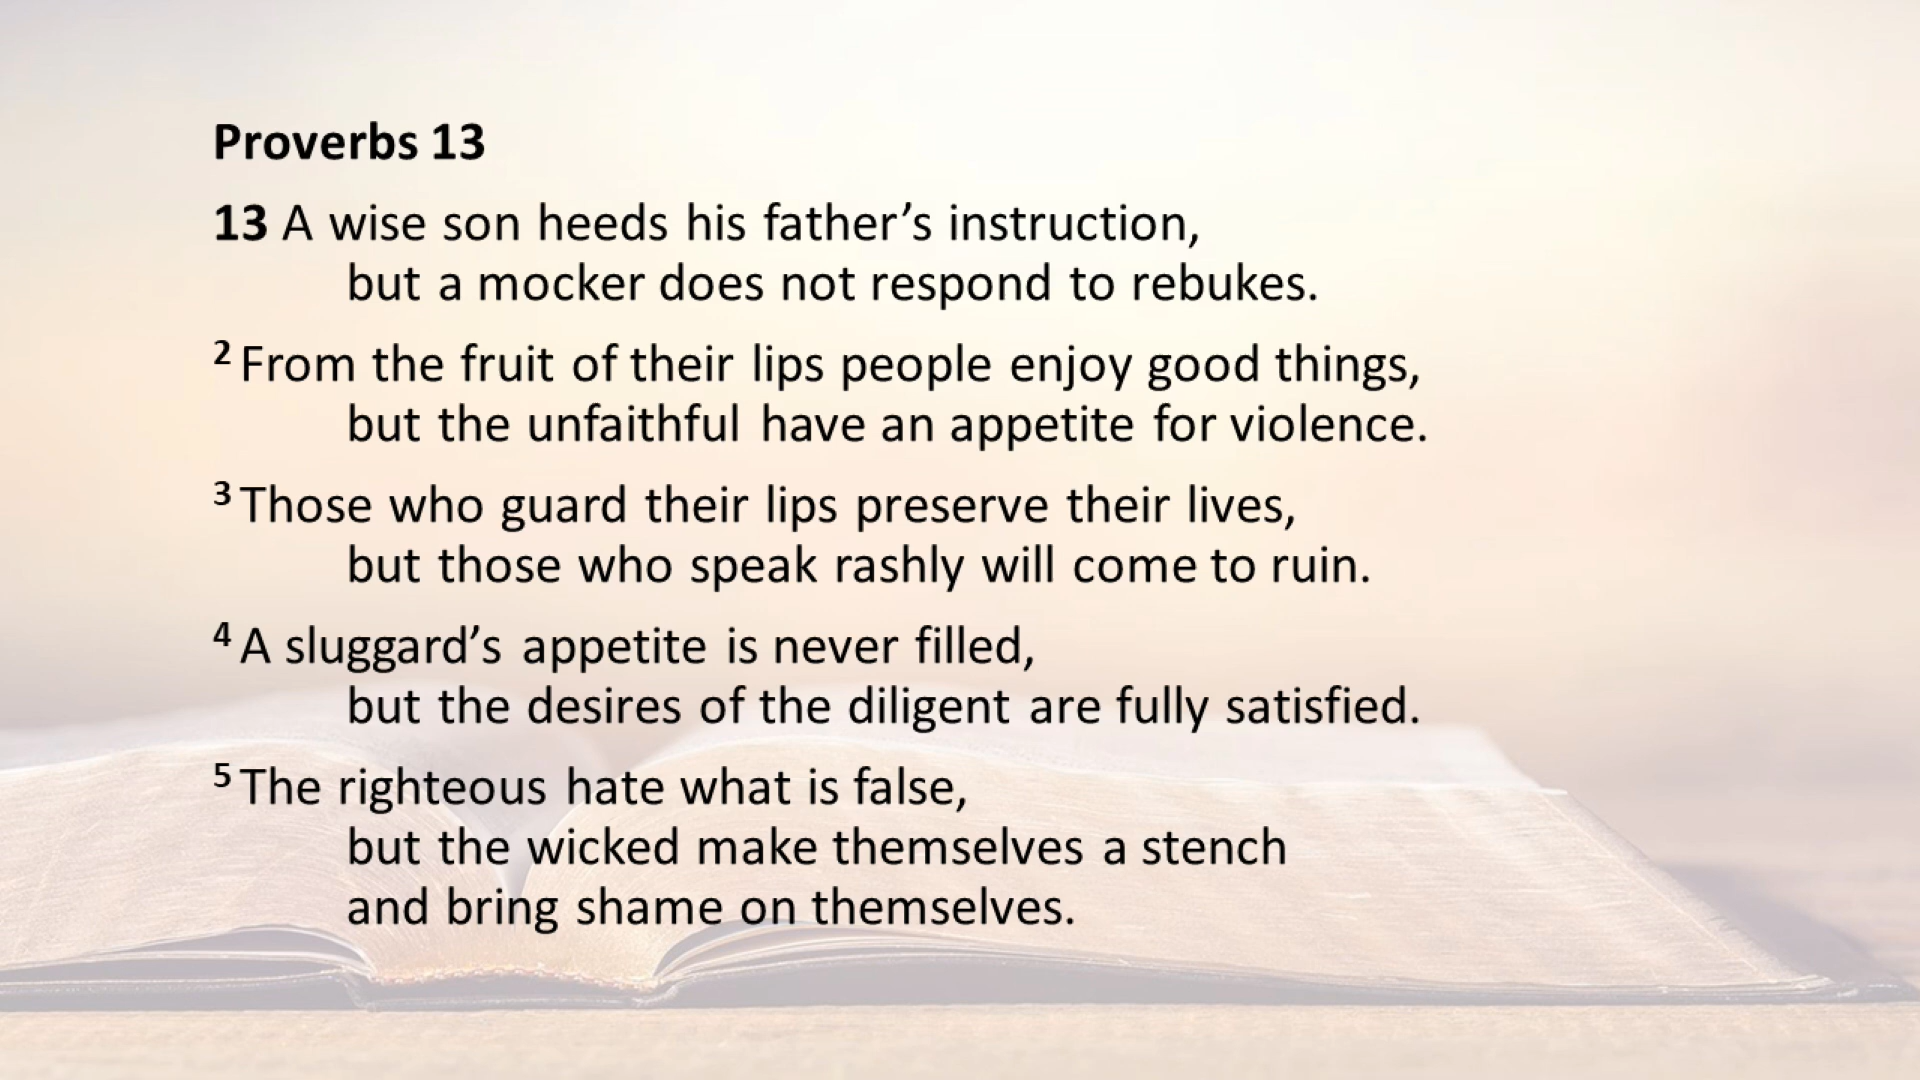 Proverbs 13
13 A wise son heeds his father’s instruction,
but a mocker does not respond to rebukes.
2 From the fruit of their lips people enjoy good things,
but the unfaithful have an appetite for violence.
3 Those who guard their lips preserve their lives,
but those who speak rashly will come to ruin.
4 A sluggard’s appetite is never filled,
but the desires of the diligent are fully satisfied.
5 The righteous hate what is false,
but the wicked make themselves a stench
and bring shame on themselves.